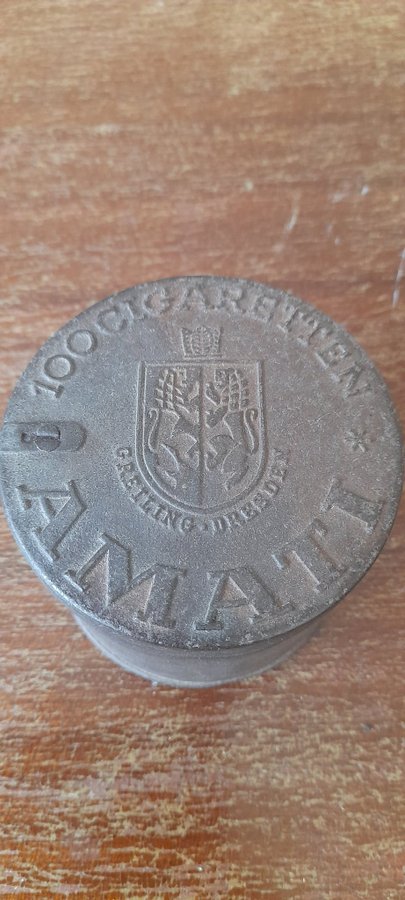 100 CIGARETTEN *
GREILING · DRESDEN
AMATI